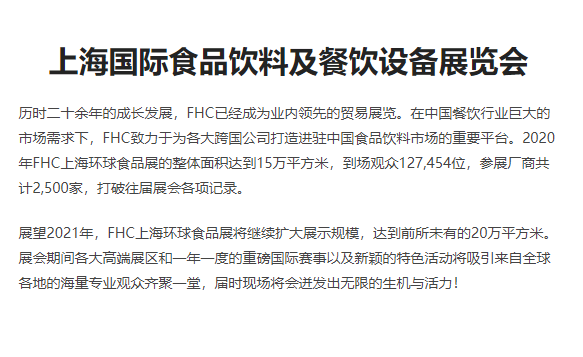 上海国际食品饮料及餐饮设备展览会
历时二十余年的成长发展，FHC已经成为业内领先的贸易展览。在中国餐饮行业巨大的
市场需求下，FHC致力于为各大跨国公司打造进驻中国食品饮料市场的重要平台。2020
年FHC上海环球食品展的整体面积达到15万平方米，到场观众127,454位，参展厂商共
计2,500家，打破往届展会各项记录。
展望2021年，FHC上海环球食品展将继续扩大展示规模，达到前所未有的20万平方米。
展会期间各大高端展区和一年一度的重磅国际赛事以及新颖的特色活动将吸引来自全球
各地的海量专业观众齐聚一堂，届时现场将会迸发出无限的生机与活力！